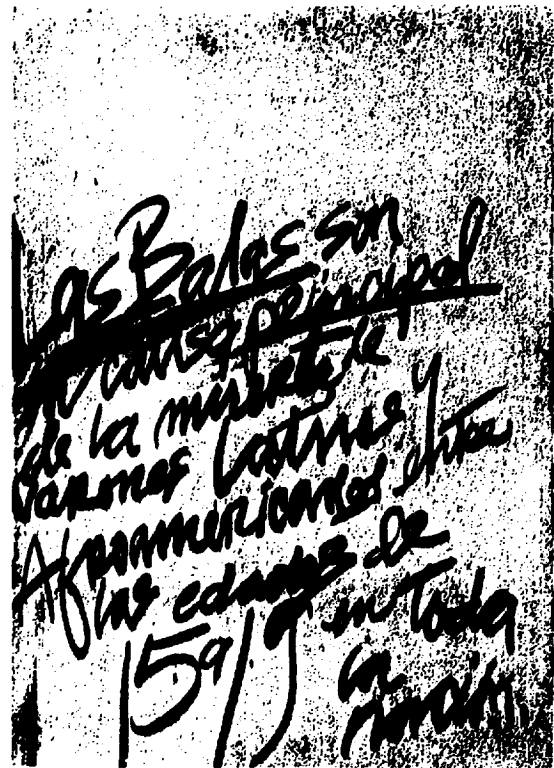 Las Balas son
la causa principal
de la muerte de
varones Latinos y
Afroamericanos entre
las edades de
15 a 19 en Toda
la
nación.